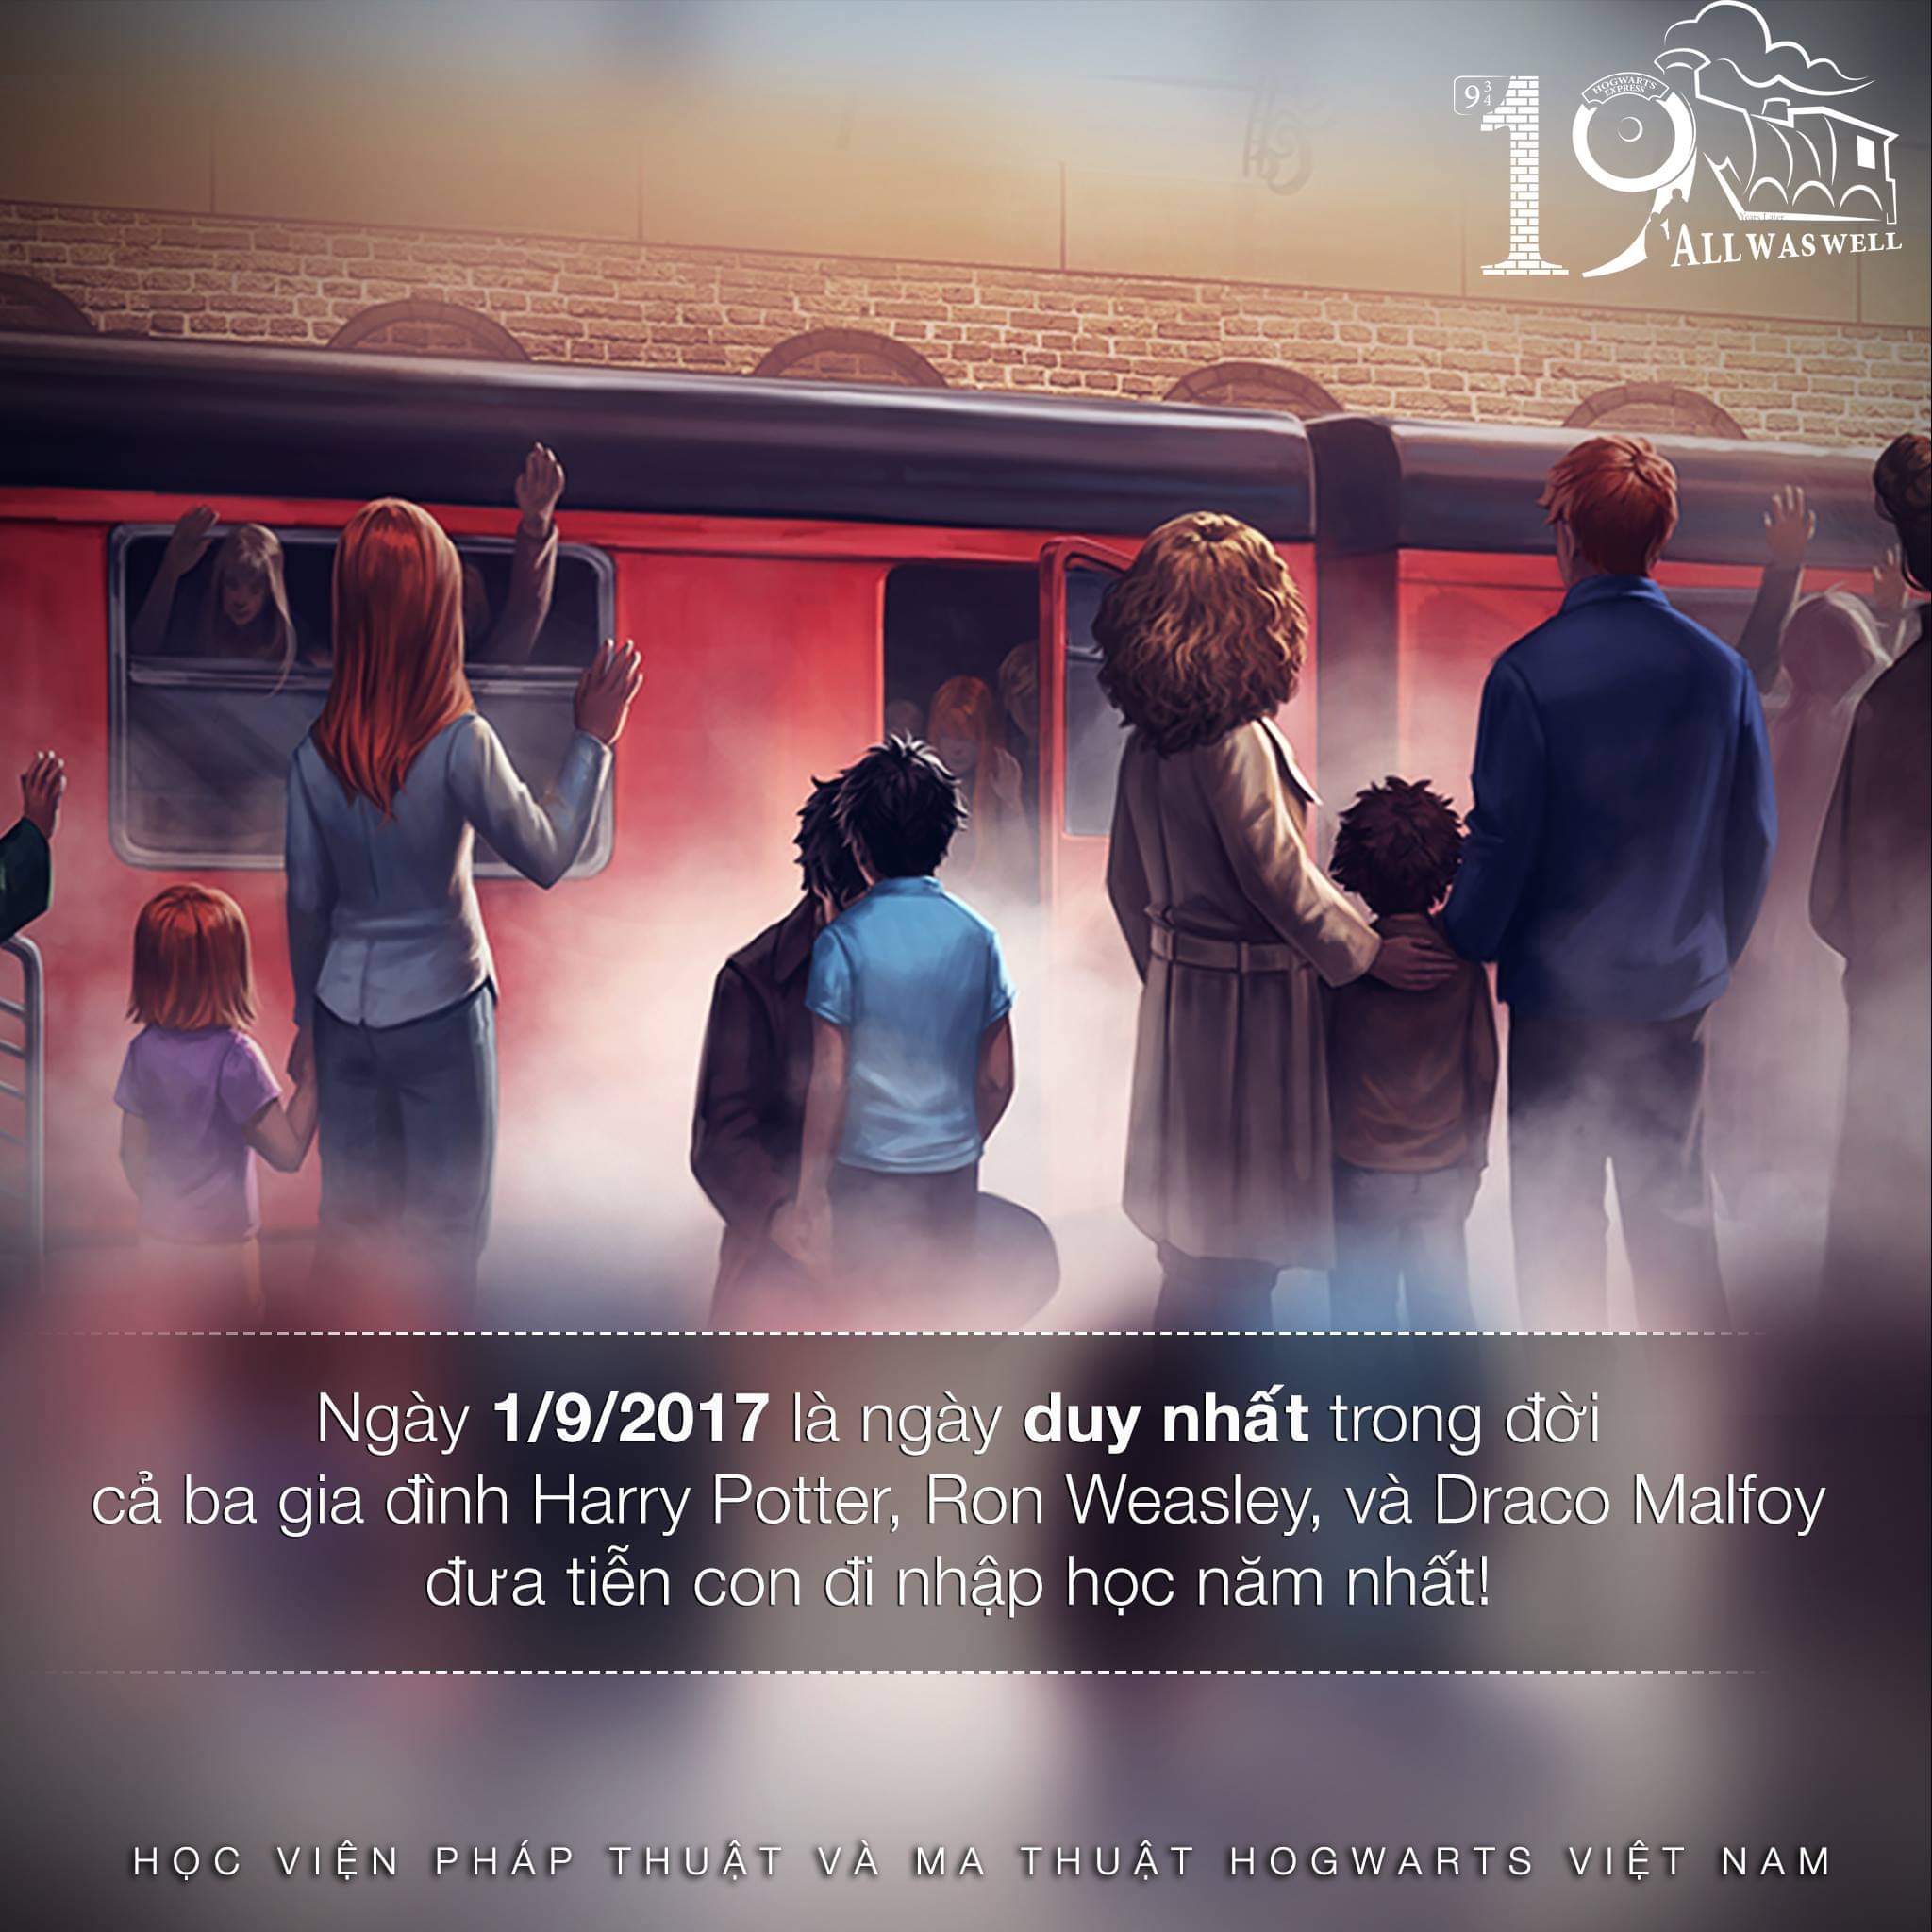 9 3/4
19
HOGWARTS
EXPRESS
Years Later
ALL WAS WELL
Ngày 1/9/2017 là ngày duy nhất trong đời
cả ba gia đình Harry Potter, Ron Weasley, và Draco Malfoy
đưa tiễn con đi nhập học năm nhất!
HỌC VIỆN PHÁP THUẬT VÀ MA THUẬT HOGWARTS VIỆT NAM